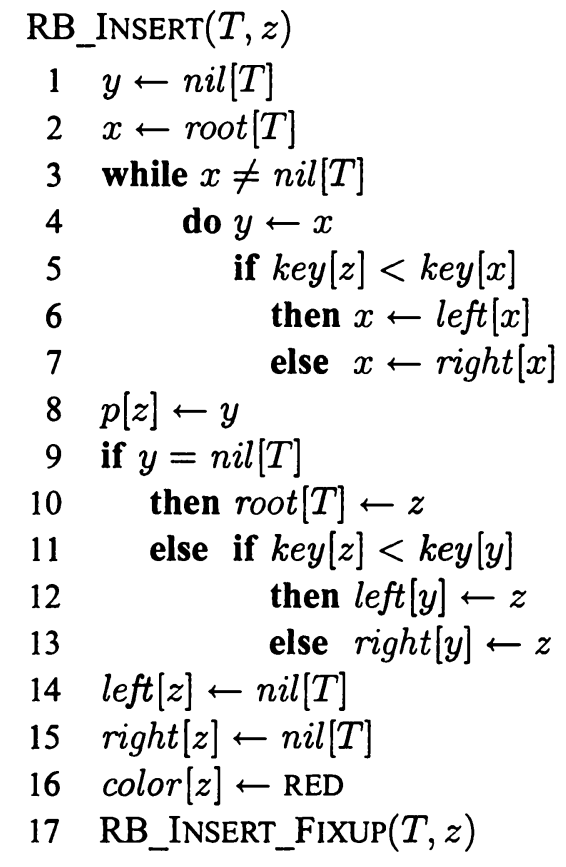 RB_INSERT(T, z)
1 y ← nil[T]
2 x ← root[T]
3 while x ≠ nil[T]
4 do y ← x
5 if key[z] < key[x]
6 then x ← left[x]
7 else x ← right[x]
8 p[z] ← y
9 if y = nil[T]
10 then root[T] ← z
11 else if key[z] < key[y]
12 then left[y] ← z
13 else right[y] ← z
14 left[z] ← nil[T]
15 right[z] ← nil[T]
16 color[z] ← RED
17 RB_INSERT_FIXUP(T, z)